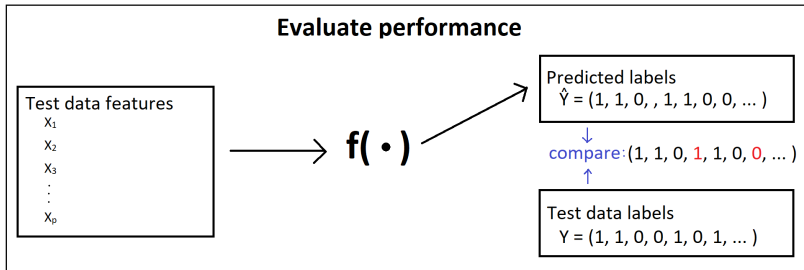 Evaluate performance
Test data features
X₁
X₂
X₃
⋮
Xₚ
f( • )
Predicted labels
Ŷ = (1, 1, 0, , 1, 1, 0, 0, ... )
compare: (1, 1, 0, 1, 1, 0, 0, ... )
Test data labels
Y = (1, 1, 0, 0, 1, 0, 1, ... )